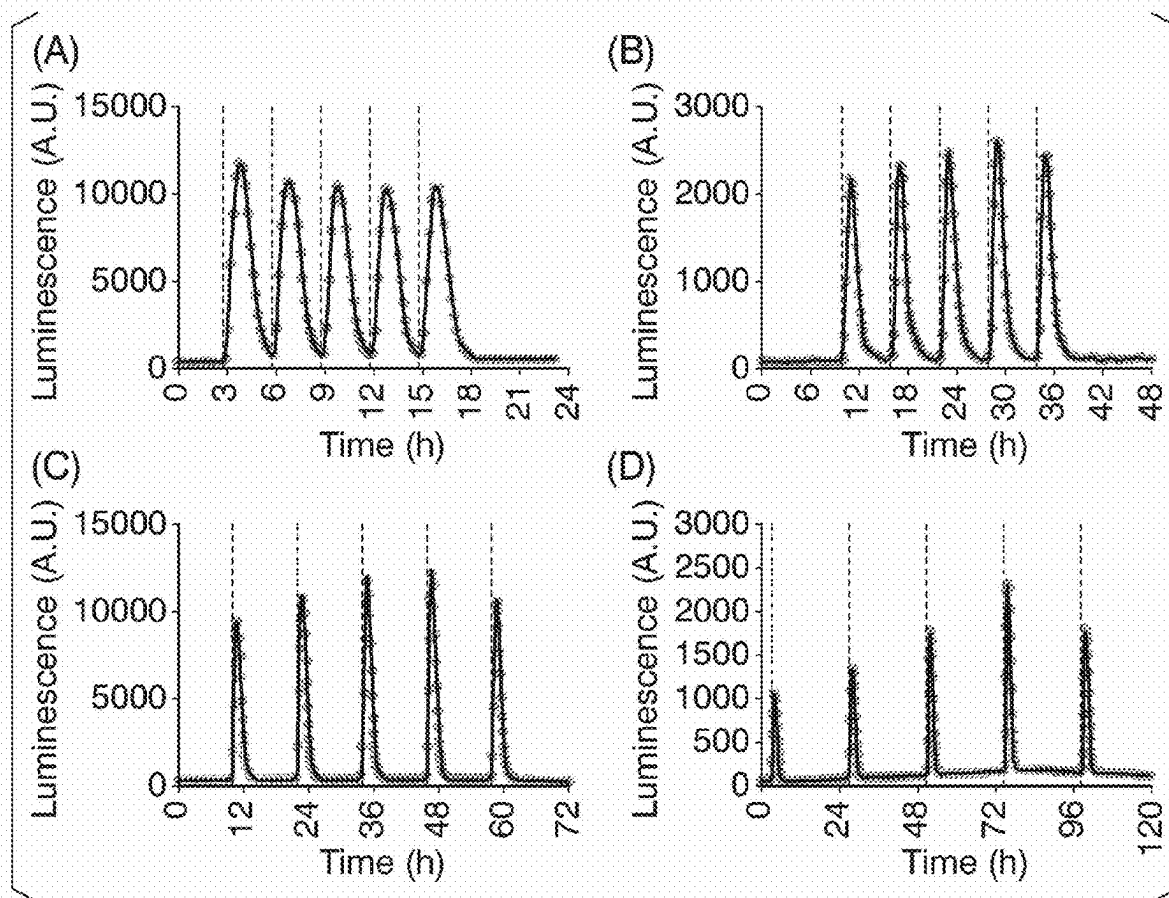 (A)
Luminescence (A.U.)
15000
10000
5000
0
0 3 6 9 12 15 18 21 24
Time (h)
(B)
Luminescence (A.U.)
3000
2000
1000
0
0 6 12 18 24 30 36 42 48
Time (h)
(C)
Luminescence (A.U.)
15000
10000
5000
0
0 12 24 36 48 60 72
Time (h)
(D)
Luminescence (A.U.)
3000
2500
2000
1500
1000
500
0
0 24 48 72 96 120
Time (h)